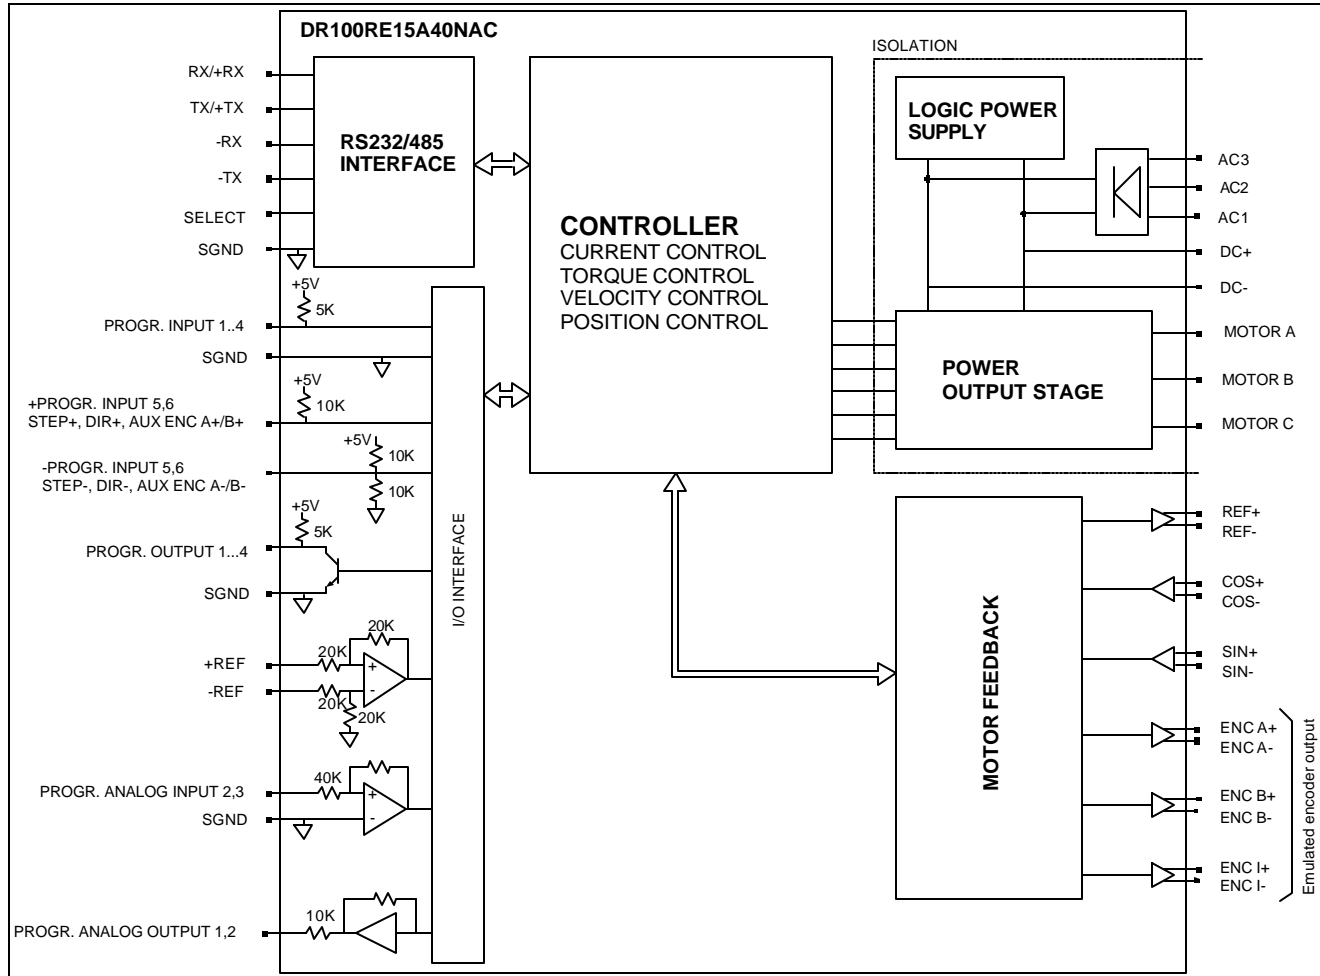 DR100RE15A40NAC
RX/+RX
TX/+TX
-RX
-TX
SELECT
SGND
RS232/485
INTERFACE
CONTROLLER
CURRENT CONTROL
TORQUE CONTROL
VELOCITY CONTROL
POSITION CONTROL
ISOLATION
LOGIC POWER
SUPPLY
AC3
AC2
AC1
DC+
DC-
POWER
OUTPUT STAGE
MOTOR A
MOTOR B
MOTOR C
+5V
5K
PROGR. INPUT 1..4
SGND
+5V
10K
+PROGR. INPUT 5,6
STEP+, DIR+, AUX ENC A+/B+
+5V
10K
-PROGR. INPUT 5,6
STEP-, DIR-, AUX ENC A-/B-
10K
+5V
5K
PROGR. OUTPUT 1...4
SGND
I/O INTERFACE
20K
20K
+REF
+
-REF
-
20K
20K
40K
PROGR. ANALOG INPUT 2,3
+
SGND
-
10K
PROGR. ANALOG OUTPUT 1,2
MOTOR FEEDBACK
REF+
REF-
COS+
COS-
SIN+
SIN-
ENC A+
ENC A-
ENC B+
ENC B-
ENC I+
ENC I-
Emulated encoder output